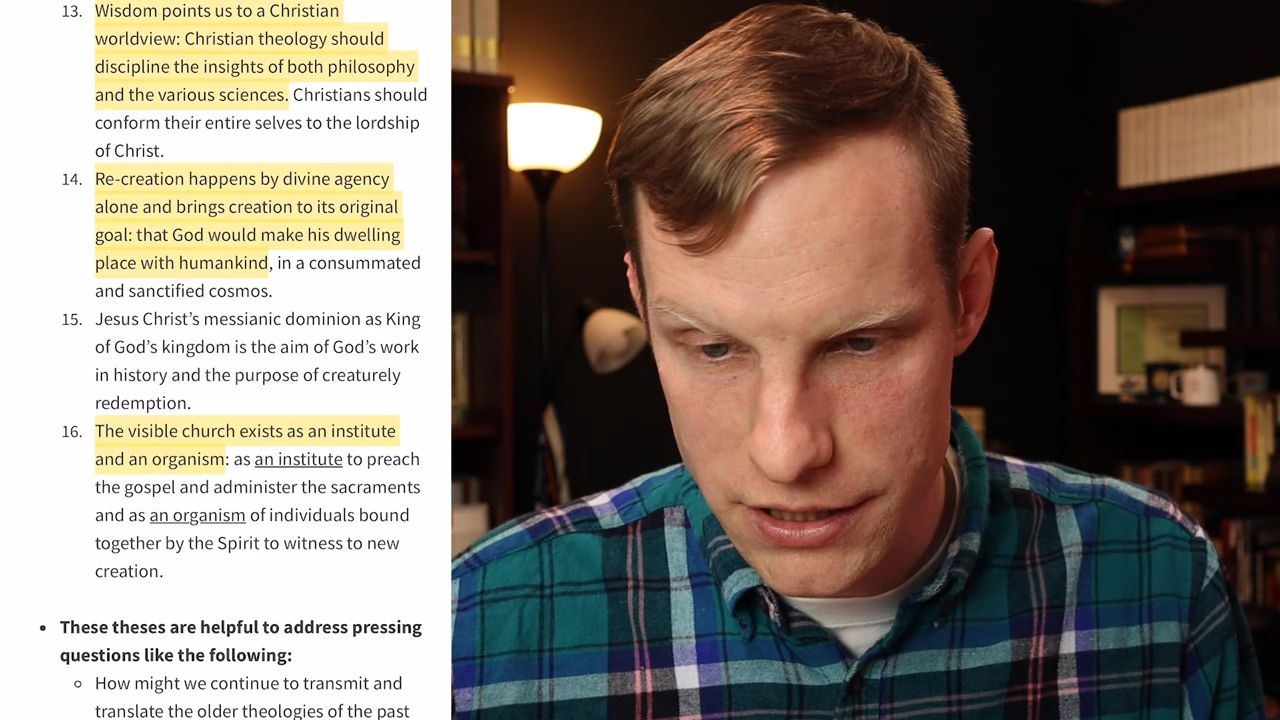 13. Wisdom points us to a Christian
worldview: Christian theology should
discipline the insights of both philosophy
and the various sciences. Christians should
conform their entire selves to the lordship
of Christ.
14. Re-creation happens by divine agency
alone and brings creation to its original
goal: that God would make his dwelling
place with humankind, in a consummated
and sanctified cosmos.
15. Jesus Christ’s messianic dominion as King
of God’s kingdom is the aim of God’s work
in history and the purpose of creaturely
redemption.
16. The visible church exists as an institute
and an organism: as an institute to preach
the gospel and administer the sacraments
and as an organism of individuals bound
together by the Spirit to witness to new
creation.
• These theses are helpful to address pressing
questions like the following:
○ How might we continue to transmit and
translate the older theologies of the past